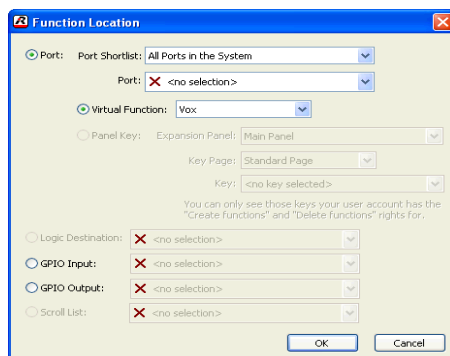 Function Location
Port: Port Shortlist: All Ports in the System
Port: <no selection>
Virtual Function: Vox
Panel Key: Expansion Panel: Main Panel
Key Page: Standard Page
Key: <no key selected>
You can only see those keys your user account has the
"Create functions" and "Delete functions" rights for.
Logic Destination: <no selection>
GPIO Input: <no selection>
GPIO Output: <no selection>
Scroll List: <no selection>
OK Cancel